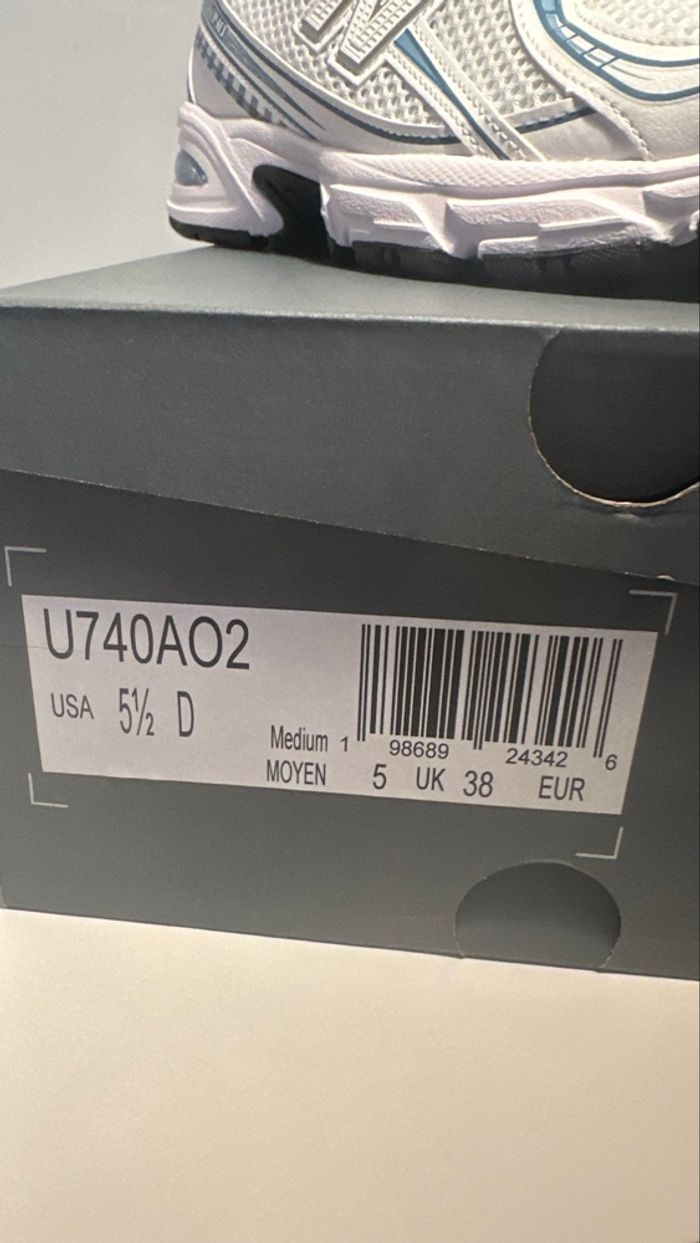 U740AO2
USA 5½ D
Medium
MOYEN
1 98689 24342 6
5 UK 38 EUR